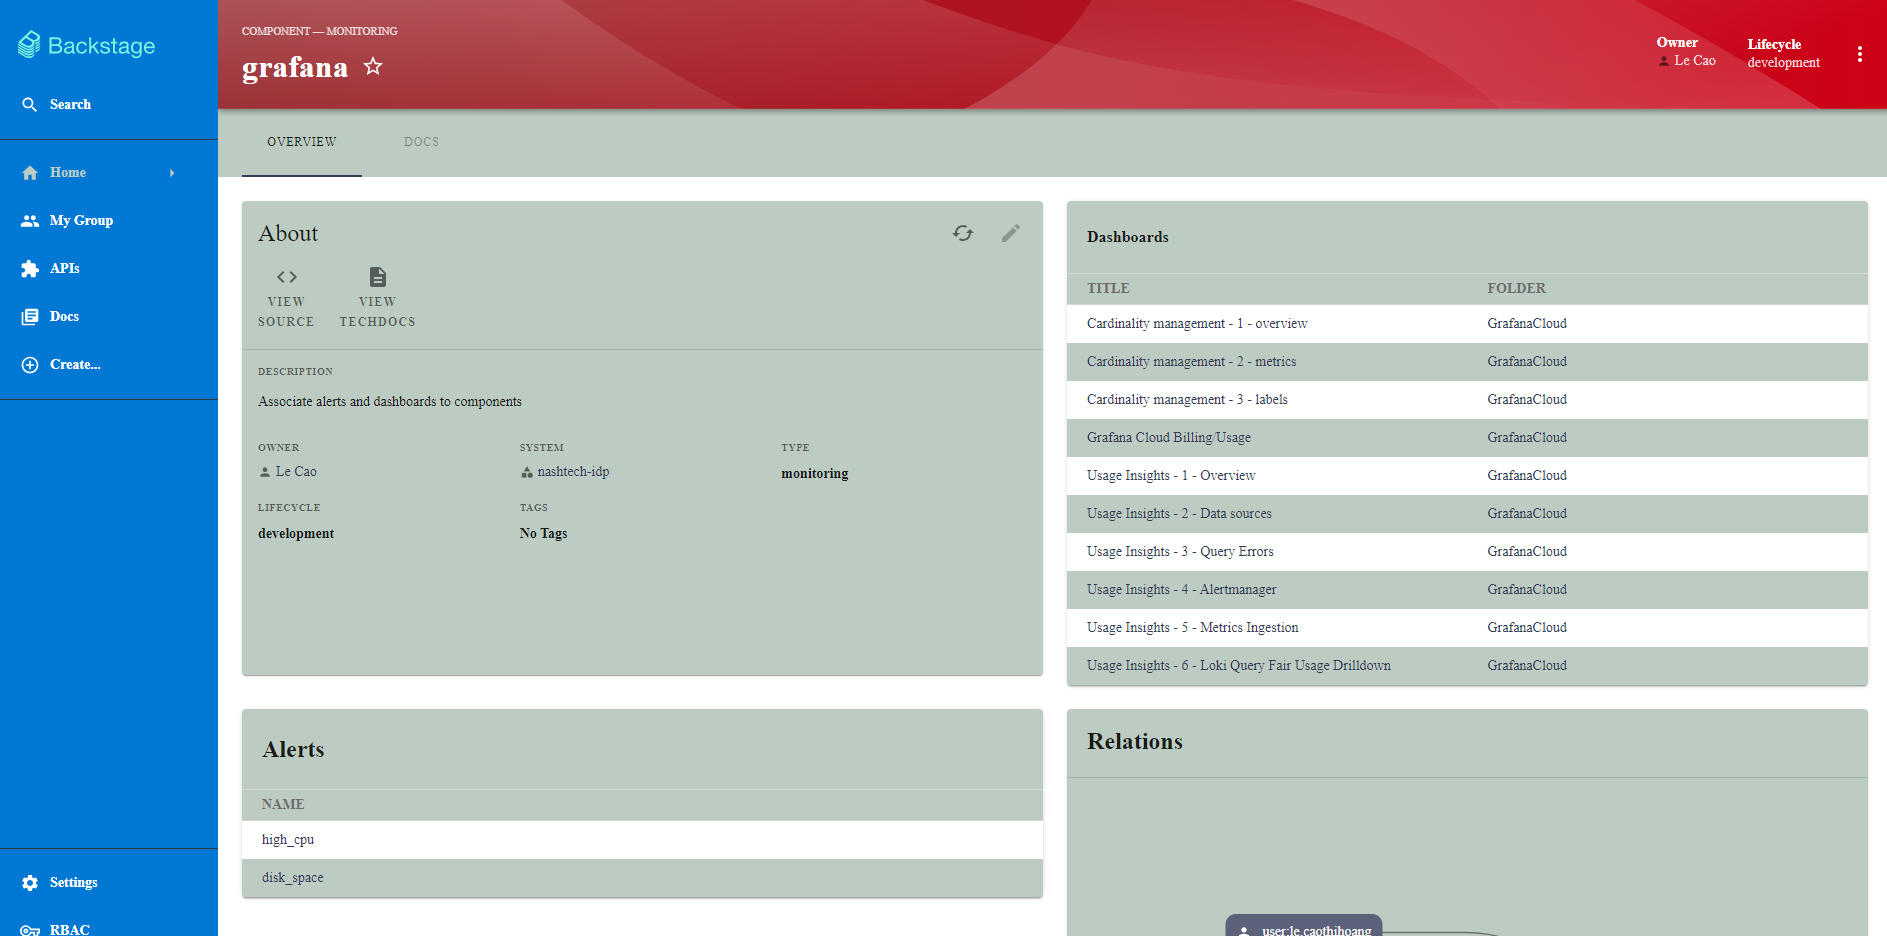 Backstage
Search
Home
My Group
APIs
Docs
Create...
Settings
RBAC
COMPONENT — MONITORING
grafana
Owner
Le Cao
Lifecycle
development
OVERVIEW
DOCS
About
VIEW SOURCE
VIEW TECHDOCS
DESCRIPTION
Associate alerts and dashboards to components
OWNER
Le Cao
SYSTEM
nashtech-idp
TYPE
monitoring
LIFECYCLE
development
TAGS
No Tags
Dashboards
TITLE FOLDER
Cardinality management - 1 - overview GrafanaCloud
Cardinality management - 2 - metrics GrafanaCloud
Cardinality management - 3 - labels GrafanaCloud
Grafana Cloud Billing/Usage GrafanaCloud
Usage Insights - 1 - Overview GrafanaCloud
Usage Insights - 2 - Data sources GrafanaCloud
Usage Insights - 3 - Query Errors GrafanaCloud
Usage Insights - 4 - Alertmanager GrafanaCloud
Usage Insights - 5 - Metrics Ingestion GrafanaCloud
Usage Insights - 6 - Loki Query Fair Usage Drilldown GrafanaCloud
Alerts
NAME
high_cpu
disk_space
Relations
user:le.caothihoang